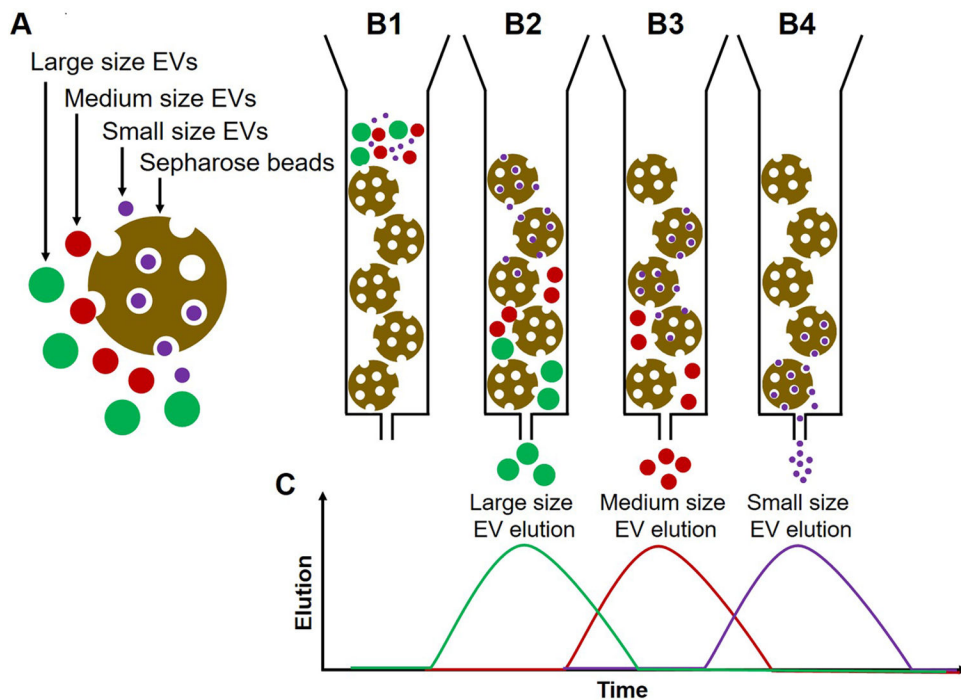 A
B1
B2
B3
B4
Large size EVs
Medium size EVs
Small size EVs
Sepharose beads
C
Large size
EV elution
Medium size
EV elution
Small size
EV elution
Elution
Time